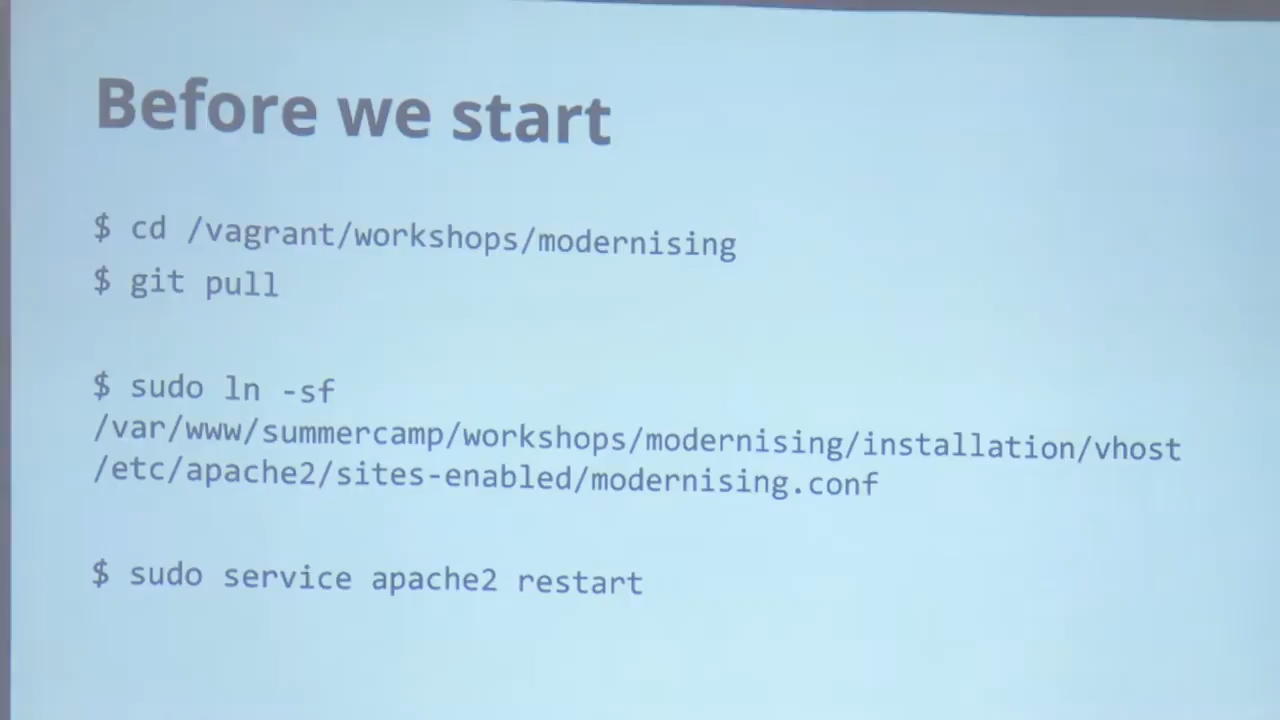 Before we start
$ cd /vagrant/workshops/modernising
$ git pull
$ sudo ln -sf
/var/www/summercamp/workshops/modernising/installation/vhost
/etc/apache2/sites-enabled/modernising.conf
$ sudo service apache2 restart